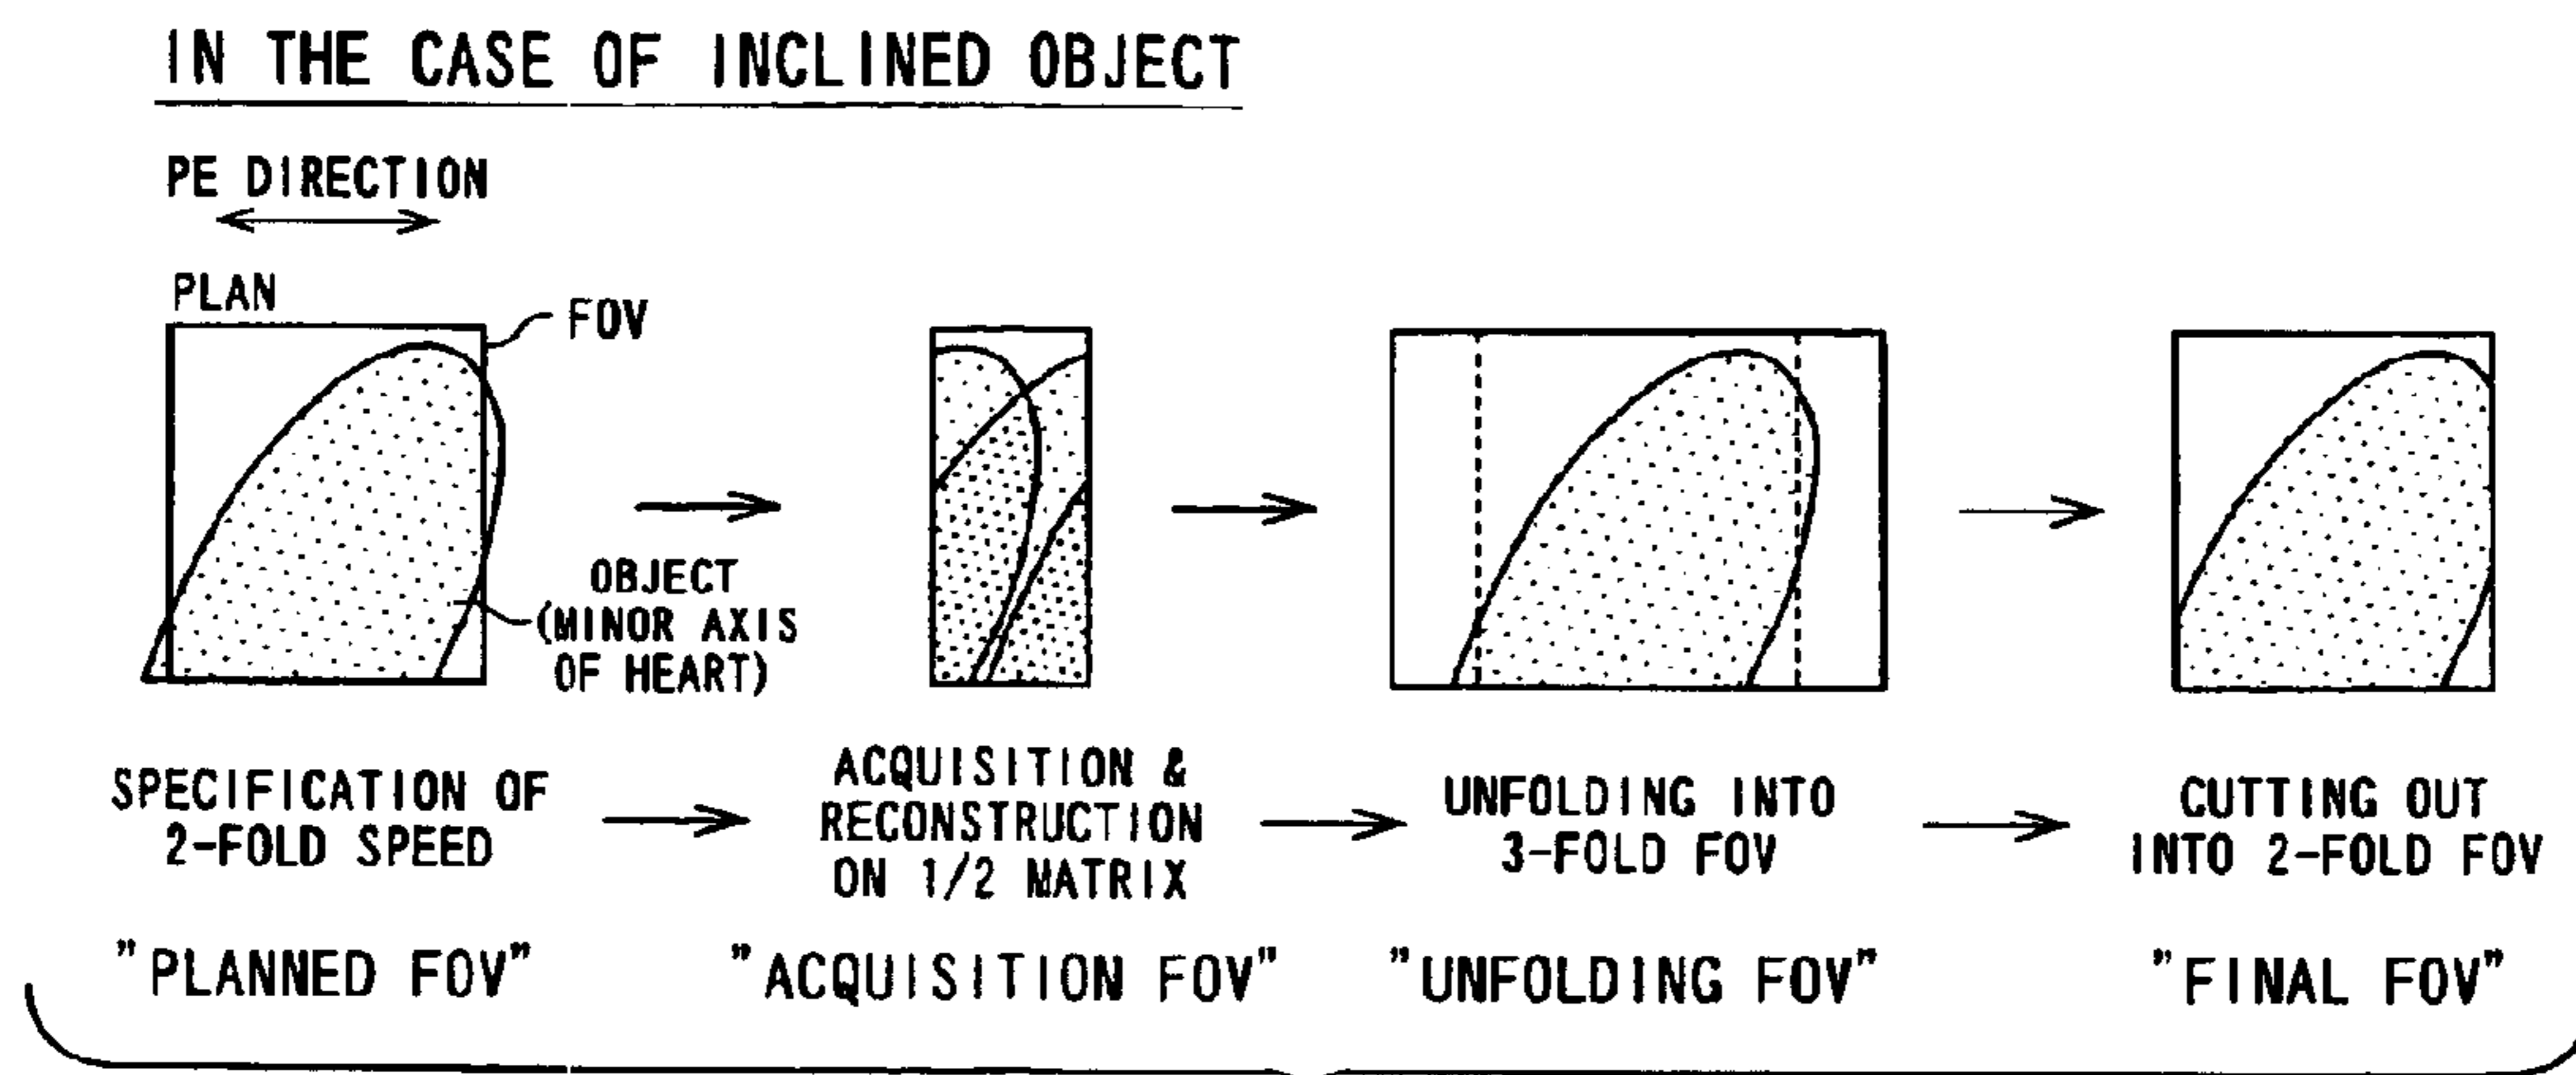 IN THE CASE OF INCLINED OBJECT
PE DIRECTION
PLAN
FOV
OBJECT
(MINOR AXIS
OF HEART)
SPECIFICATION OF
2-FOLD SPEED
ACQUISITION &
RECONSTRUCTION
ON 1/2 MATRIX
UNFOLDING INTO
3-FOLD FOV
CUTTING OUT
INTO 2-FOLD FOV
"PLANNED FOV"
"ACQUISITION FOV"
"UNFOLDING FOV"
"FINAL FOV"